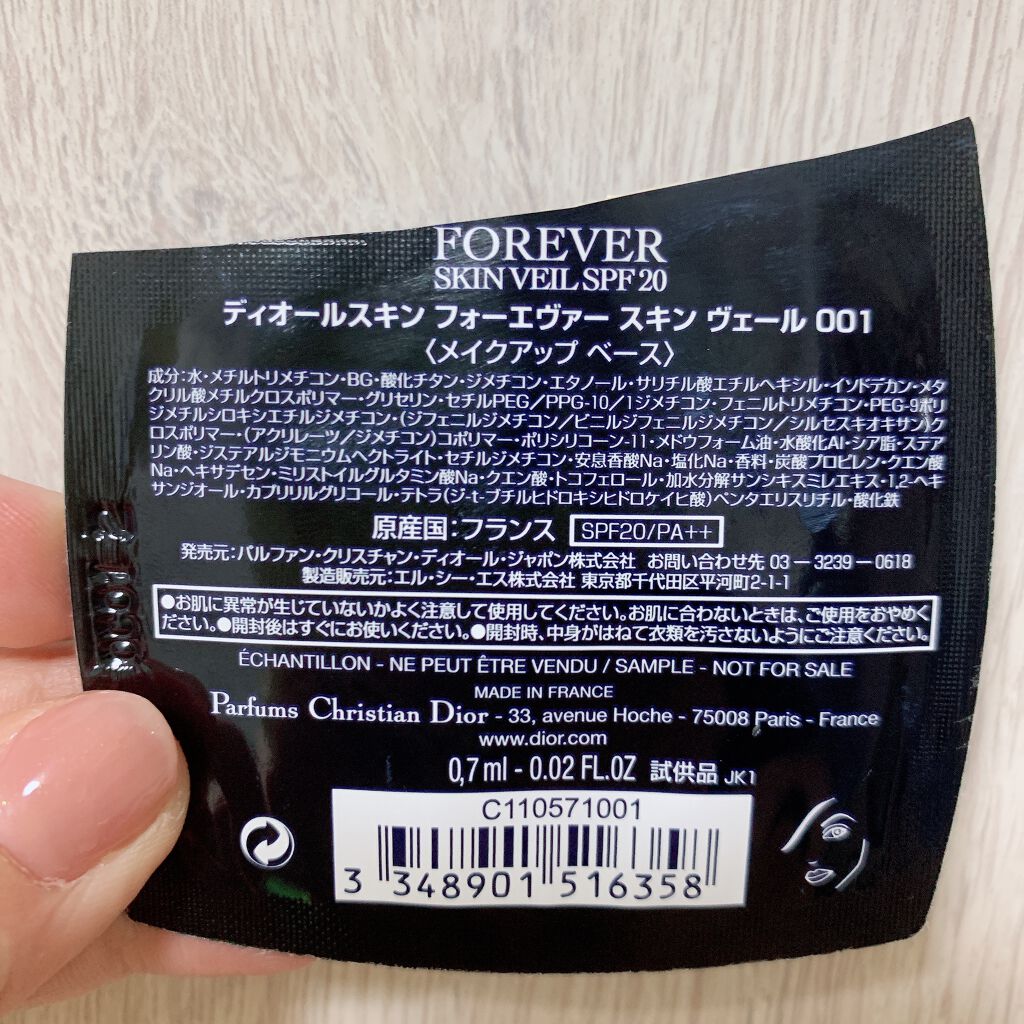 FOREVER
SKIN VEIL SPF 20
ディオールスキン フォーエヴァー スキン ヴェール 001
〈メイクアップ ベース〉
成分：水・メチルトリメチコン・BG・酸化チタン・ジメチコン・エタノール・サリチル酸エチルヘキシル・イソドデカン・メタ
クリル酸メチルクロスポリマー・グリセリン・セチルPEG／PPG-10／1ジメチコン・フェニルトリメチコン・PEG-9ポリ
ジメチルシロキシエチルジメチコン・(ジフェニルジメチコン／ビニルジフェニルジメチコン／シルセスキオキサン)ク
ロスポリマー・(アクリレーツ／ジメチコン)コポリマー・ポリシリコーン-11・メドウフォーム油・水酸化Al・シア脂・ステア
リン酸・ジステアルジモニウムヘクトライト・セチルジメチコン・安息香酸Na・塩化Na・香料・炭酸プロピレン・クエン酸
Na・ヘキサデセン・ミリストイルグルタミン酸Na・クエン酸・トコフェロール・加水分解サンシキスミレエキス・1,2-ヘキ
サンジオール・カプリリルグリコール・テトラ(ジ-t-ブチルヒドロキシヒドロケイヒ酸)ペンタエリスリチル・酸化鉄
原産国：フランス SPF20/PA++
発売元：パルファン・クリスチャン・ディオール・ジャポン株式会社 お問い合わせ先 03－3239－0618
製造販売元：エル・シー・エス株式会社 東京都千代田区平河町2-1-1
●お肌に異常が生じていないかよく注意して使用してください。お肌に合わないときは、ご使用をおやめく
ださい。●開封後はすぐにお使いください。●開封時、中身がはねて衣類を汚さないようにご注意ください。
ÉCHANTILLON - NE PEUT ÊTRE VENDU / SAMPLE - NOT FOR SALE
MADE IN FRANCE
Parfums Christian Dior - 33, avenue Hoche - 75008 Paris - France
www.dior.com
0,7 ml - 0.02 FL.OZ 試供品 JK1
C110571001
3 348901 516358